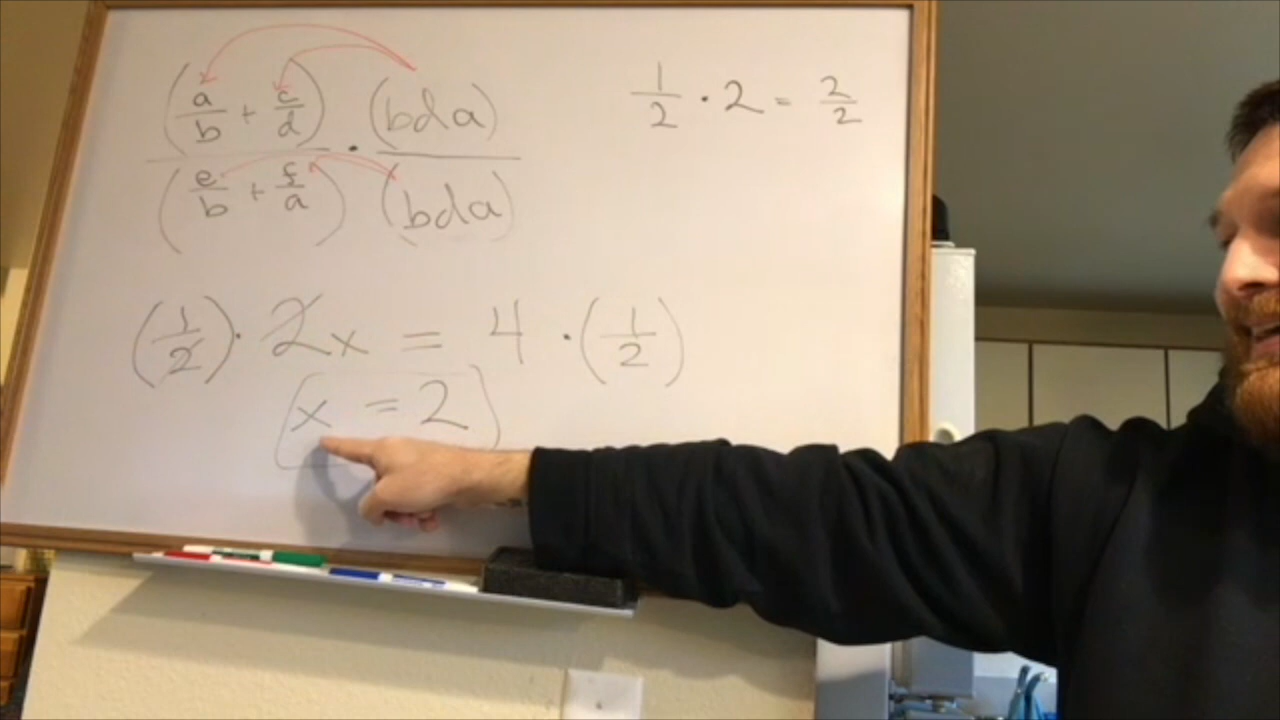 (a/b + c/d) · (bda)
(e/b + f/a) (bda)
1/2 · 2 = 2/2
(1/2) · 2x = 4 · (1/2)
x = 2